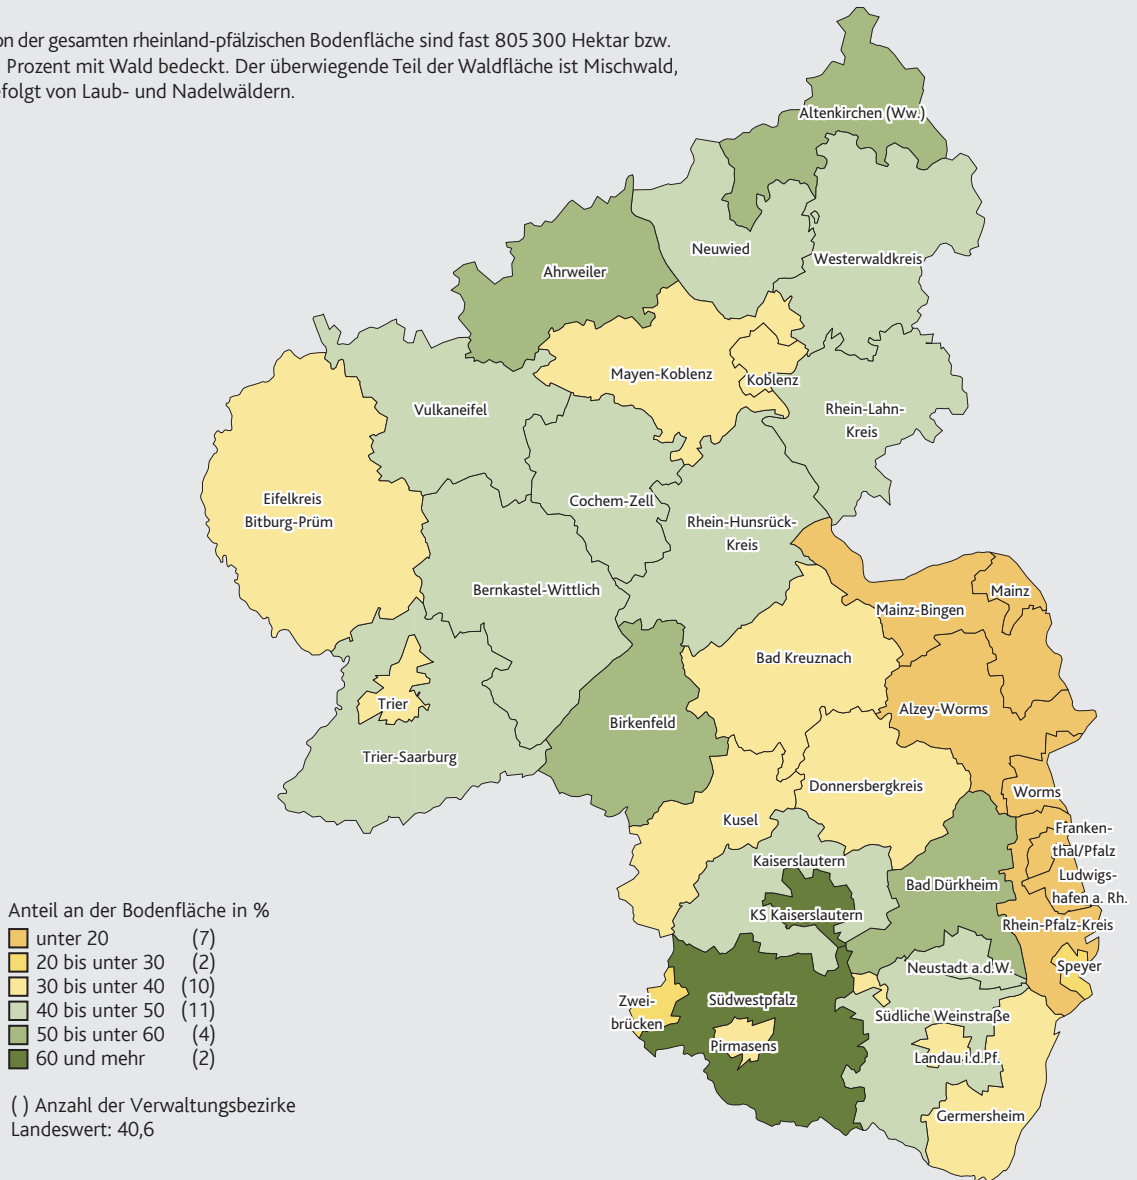 on der gesamten rheinland-pfälzischen Bodenfläche sind fast 805 300 Hektar bzw.
Prozent mit Wald bedeckt. Der überwiegende Teil der Waldfläche ist Mischwald,
efolgt von Laub- und Nadelwäldern.
Altenkirchen (Ww.)
Neuwied
Westerwaldkreis
Ahrweiler
Mayen-Koblenz
Koblenz
Vulkaneifel
Rhein-Lahn-
Kreis
Eifelkreis
Bitburg-Prüm
Cochem-Zell
Rhein-Hunsrück-
Kreis
Bernkastel-Wittlich
Mainz
Mainz-Bingen
Bad Kreuznach
Trier
Alzey-Worms
Birkenfeld
Trier-Saarburg
Donnersbergkreis
Worms
Kusel
Franken-
thal/Pfalz
Kaiserslautern
Ludwigs-
hafen a. Rh.
Bad Dürkheim
KS Kaiserslautern
Rhein-Pfalz-Kreis
Neustadt a.d.W.
Speyer
Zwei-
brücken
Südwestpfalz
Südliche Weinstraße
Pirmasens
Landau i.d.Pf.
Germersheim
Anteil an der Bodenfläche in %
unter 20 (7)
20 bis unter 30 (2)
30 bis unter 40 (10)
40 bis unter 50 (11)
50 bis unter 60 (4)
60 und mehr (2)
( ) Anzahl der Verwaltungsbezirke
Landeswert: 40,6